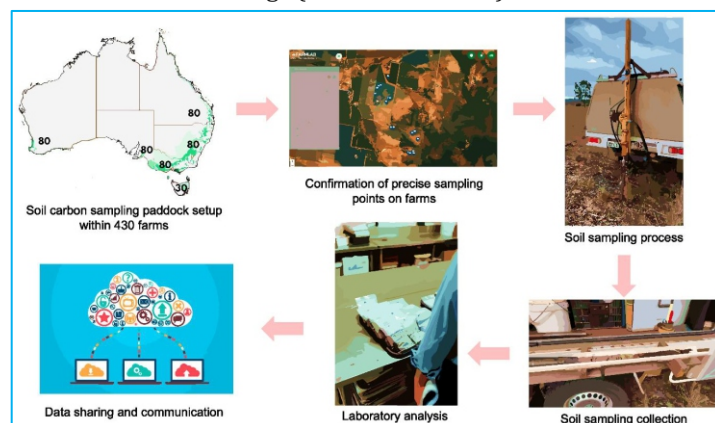 80
80
80
80
80
30
Soil carbon sampling paddock setup
within 430 farms
Confirmation of precise sampling
points on farms
Soil sampling process
Data sharing and communication
Laboratory analysis
Soil sampling collection